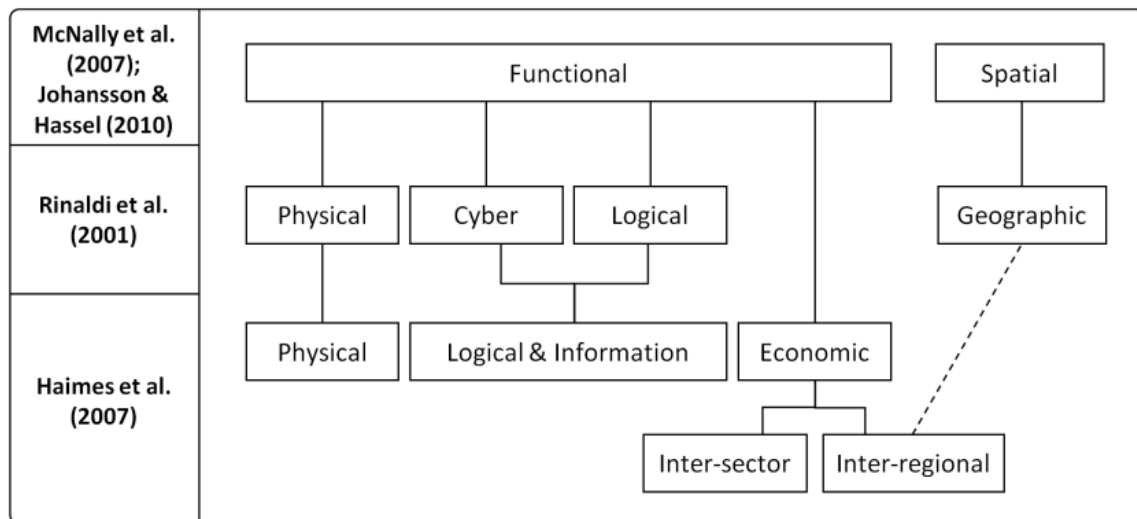 McNally et al.
(2007);
Johansson &
Hassel (2010)
Functional
Spatial
Rinaldi et al.
(2001)
Physical
Cyber
Logical
Geographic
Haimes et al.
(2007)
Physical
Logical & Information
Economic
Inter-sector
Inter-regional